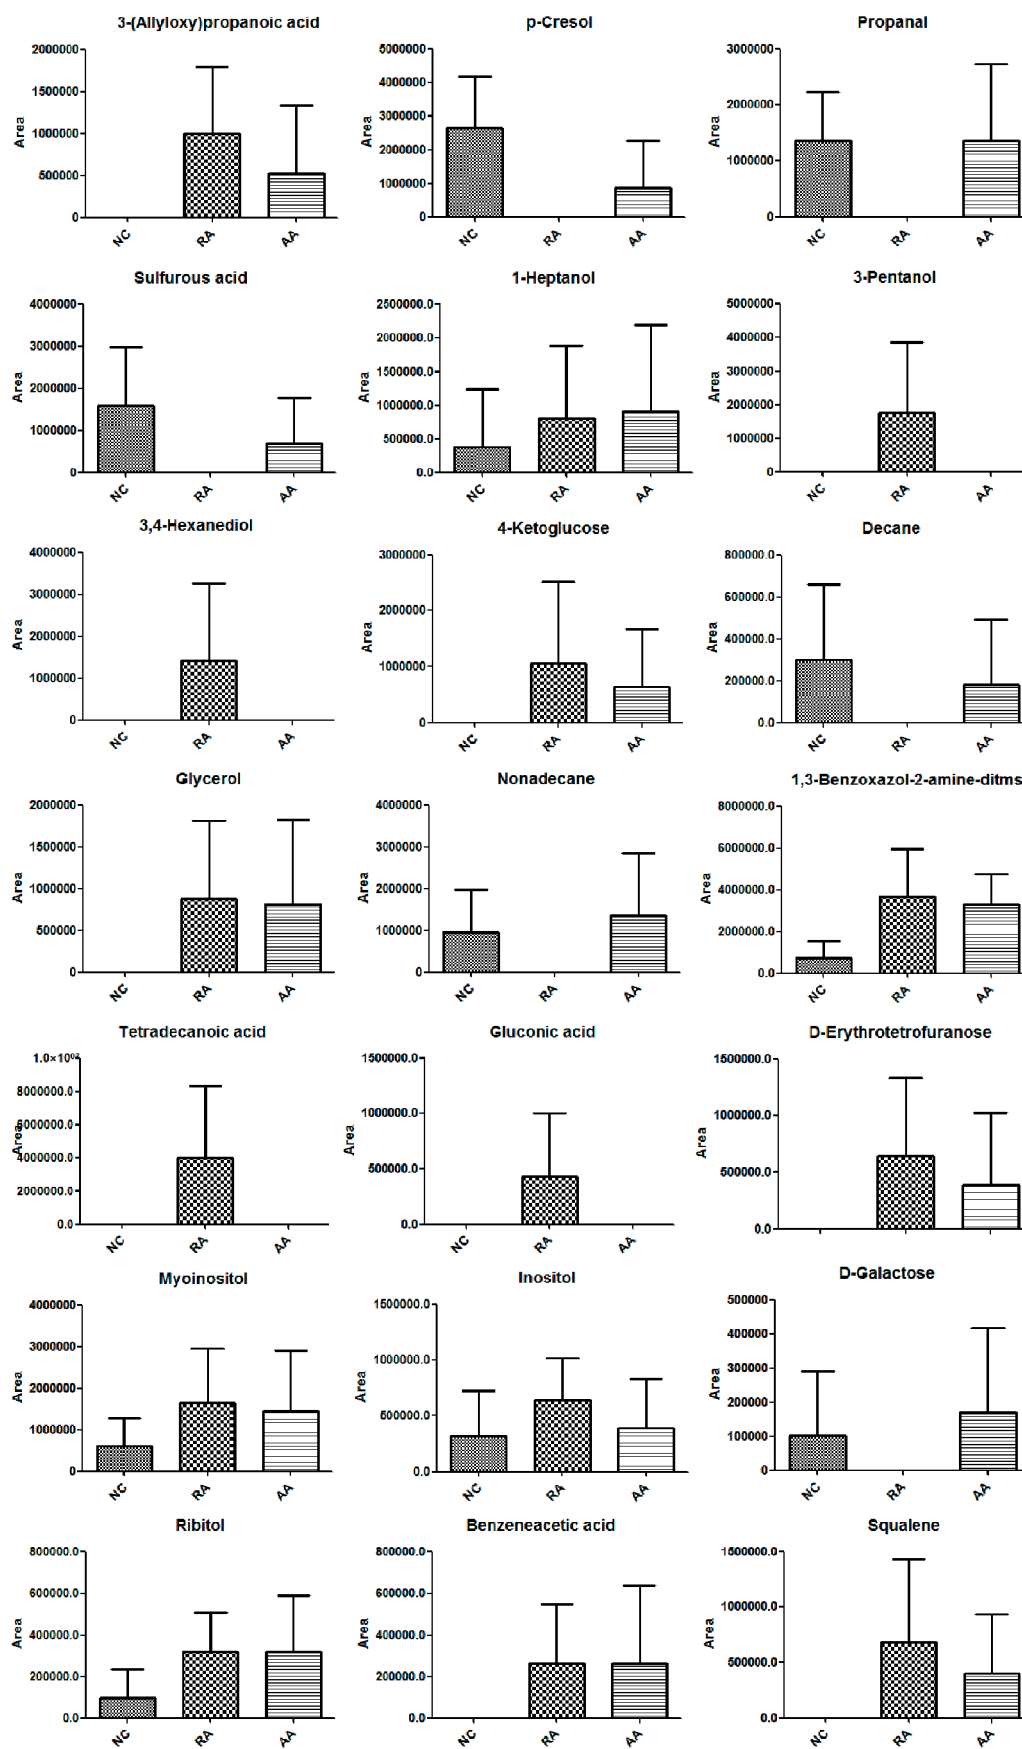 3-(Allyloxy)propanoic acid
Area
2000000
1500000
1000000
500000
0
NC RA AA
p-Cresol
Area
5000000
4000000
3000000
2000000
1000000
0
NC RA AA
Propanal
Area
3000000
2000000
1000000
0
NC RA AA
Sulfurous acid
Area
4000000
3000000
2000000
1000000
0
NC RA AA
1-Heptanol
Area
2500000.0
2000000.0
1500000.0
1000000.0
500000.0
0.0
NC RA AA
3-Pentanol
Area
5000000
4000000
3000000
2000000
1000000
0
NC RA AA
3,4-Hexanediol
Area
4000000
3000000
2000000
1000000
0
NC RA AA
4-Ketoglucose
Area
3000000
2000000
1000000
0
NC RA AA
Decane
Area
800000.0
600000.0
400000.0
200000.0
0.0
NC RA AA
Glycerol
Area
2000000
1500000
1000000
500000
0
NC RA AA
Nonadecane
Area
4000000
3000000
2000000
1000000
0
NC RA AA
1,3-Benzoxazol-2-amine-ditms
Area
8000000.0
6000000.0
4000000.0
2000000.0
0.0
NC RA AA
Tetradecanoic acid
Area
1.0×10⁰⁷
8000000.0
6000000.0
4000000.0
2000000.0
0.0
NC RA AA
Gluconic acid
Area
1500000.0
1000000.0
500000.0
0.0
NC RA AA
D-Erythrotetrofuranose
Area
1500000.0
1000000.0
500000.0
0.0
NC RA AA
Myoinositol
Area
4000000
3000000
2000000
1000000
0
NC RA AA
Inositol
Area
1500000.0
1000000.0
500000.0
0.0
NC RA AA
D-Galactose
Area
500000
400000
300000
200000
100000
0
NC RA AA
Ribitol
Area
800000.0
600000.0
400000.0
200000.0
0.0
NC RA AA
Benzeneacetic acid
Area
800000.0
600000.0
400000.0
200000.0
0.0
NC RA AA
Squalene
Area
1500000.0
1000000.0
500000.0
0.0
NC RA AA